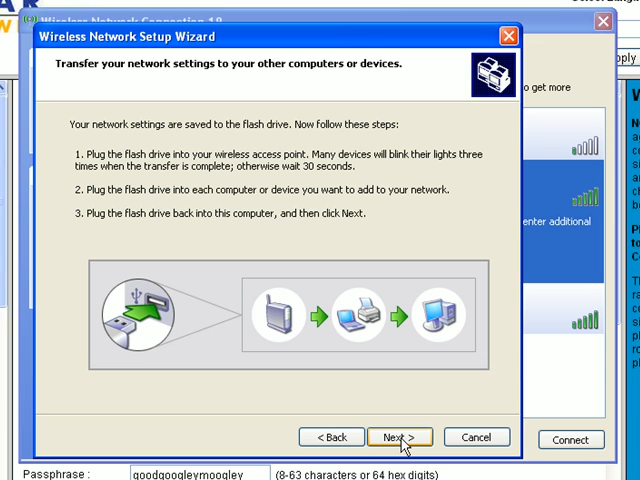 Wireless Network Connection 18
Wireless Network Setup Wizard
Transfer your network settings to your other computers or devices.
o get more
Your network settings are saved to the flash drive. Now follow these steps:
1. Plug the flash drive into your wireless access point. Many devices will blink their lights three
times when the transfer is complete; otherwise wait 30 seconds.
2. Plug the flash drive into each computer or device you want to add to your network.
3. Plug the flash drive back into this computer, and then click Next.
enter additional
< Back
Next >
Cancel
Connect
Passphrase :
goodgoogleymoogley
(8-63 characters or 64 hex digits)